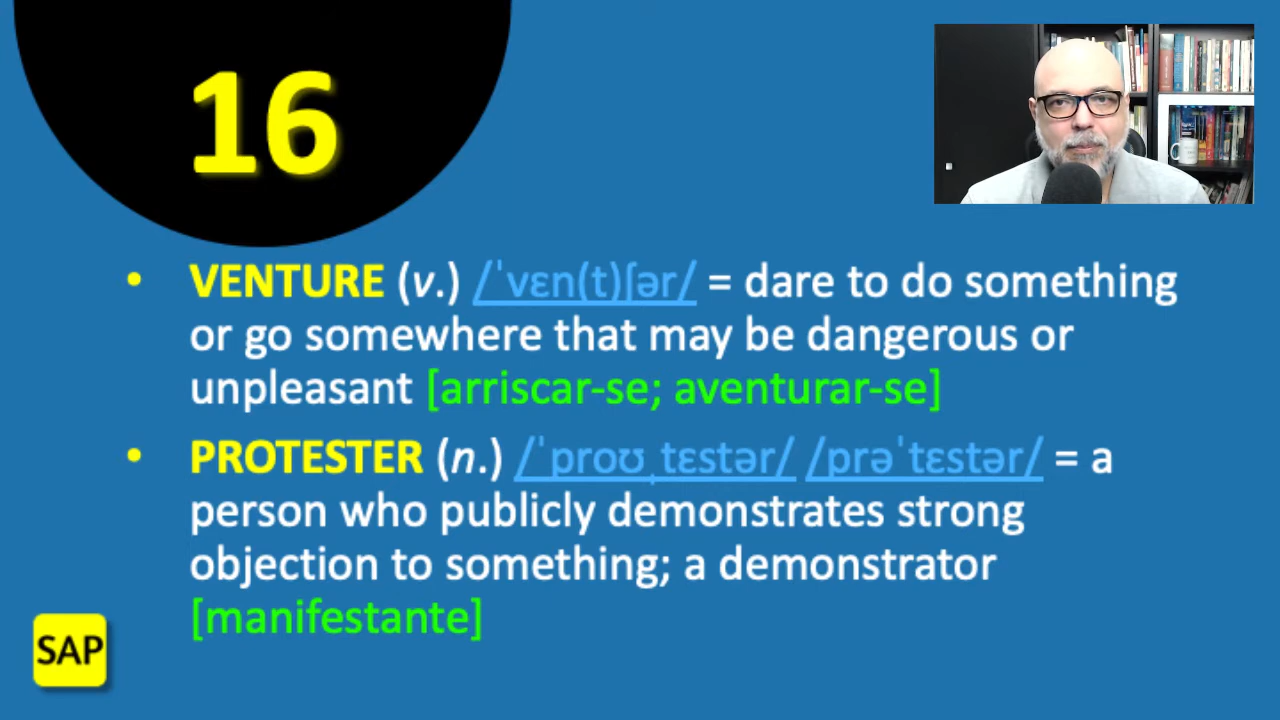 16
• VENTURE (v.) /ˈvɛn(t)ʃər/ = dare to do something
or go somewhere that may be dangerous or
unpleasant [arriscar-se; aventurar-se]
• PROTESTER (n.) /ˈproʊˌtɛstər/ /prəˈtɛstər/ = a
person who publicly demonstrates strong
objection to something; a demonstrator
[manifestante]
SAP